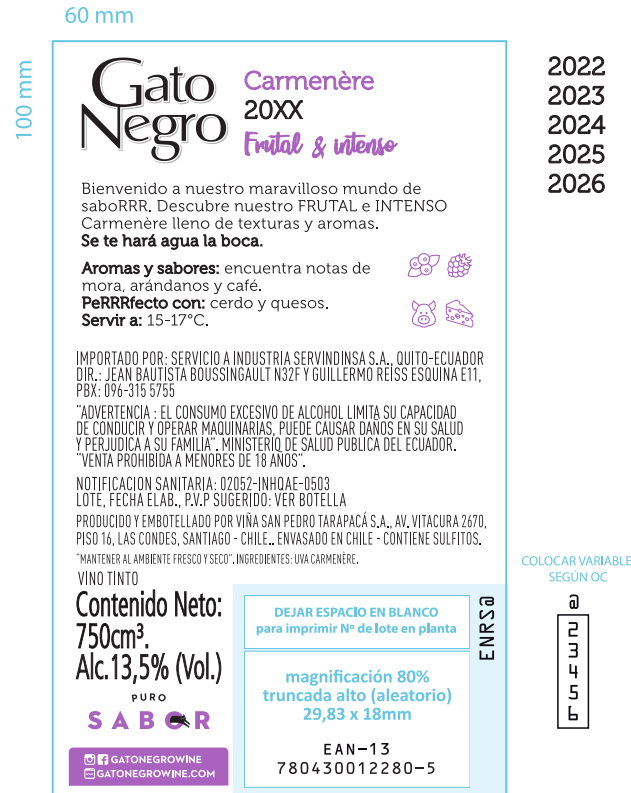 60 mm
100 mm
Gato
Negro
Carmenère
20XX
Frutal & intenso
2022
2023
2024
2025
2026
Bienvenido a nuestro maravilloso mundo de
saboRRR. Descubre nuestro FRUTAL e INTENSO
Carmenère lleno de texturas y aromas.
Se te hará agua la boca.
Aromas y sabores: encuentra notas de
mora, arándanos y café.
PeRRRfecto con: cerdo y quesos.
Servir a: 15-17°C.
IMPORTADO POR: SERVICIO A INDUSTRIA SERVINDINSA S.A., QUITO-ECUADOR
DIR.: JEAN BAUTISTA BOUSSINGAULT N32F Y GUILLERMO REISS ESQUINA E11,
PBX: 096-315 5755
"ADVERTENCIA : EL CONSUMO EXCESIVO DE ALCOHOL LIMITA SU CAPACIDAD
DE CONDUCIR Y OPERAR MAQUINARIAS, PUEDE CAUSAR DAÑOS EN SU SALUD
Y PERJUDICA A SU FAMILIA". MINISTERIO DE SALUD PUBLICA DEL ECUADOR.
"VENTA PROHIBIDA A MENORES DE 18 AÑOS".
NOTIFICACION SANITARIA: 02052-INHQAE-0503
LOTE, FECHA ELAB., P.V.P SUGERIDO: VER BOTELLA
PRODUCIDO Y EMBOTELLADO POR VIÑA SAN PEDRO TARAPACÁ S.A., AV. VITACURA 2670,
PISO 16, LAS CONDES, SANTIAGO - CHILE.. ENVASADO EN CHILE - CONTIENE SULFITOS.
"MANTENER AL AMBIENTE FRESCO Y SECO". INGREDIENTES: UVA CARMENÈRE.
VINO TINTO
Contenido Neto:
750cm³.
Alc.13,5% (Vol.)
PURO
SABOR
GATONEGROWINE
GATONEGROWINE.COM
DEJAR ESPACIO EN BLANCO
para imprimir Nº de lote en planta
magnificación 80%
truncada alto (aleatorio)
29,83 x 18mm
EAN-13
780430012280-5
ENRS@
COLOCAR VARIABLE
SEGÚN OC
@
2
3
4
5
6